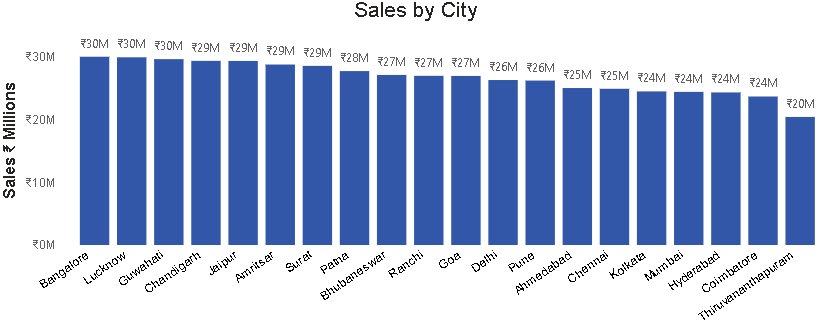 Sales by City
Sales ₹ Millions
₹30M
₹20M
₹10M
₹0M
₹30M ₹30M ₹30M ₹29M ₹29M ₹29M ₹29M ₹28M ₹27M ₹27M ₹27M ₹26M ₹26M ₹25M ₹25M ₹24M ₹24M ₹24M ₹24M ₹20M
Bangalore
Lucknow
Guwahati
Chandigarh
Jaipur
Amritsar
Surat
Patna
Bhubaneswar
Ranchi
Goa
Delhi
Pune
Ahmedabad
Chennai
Kolkata
Mumbai
Hyderabad
Coimbatore
Thiruvananthapuram